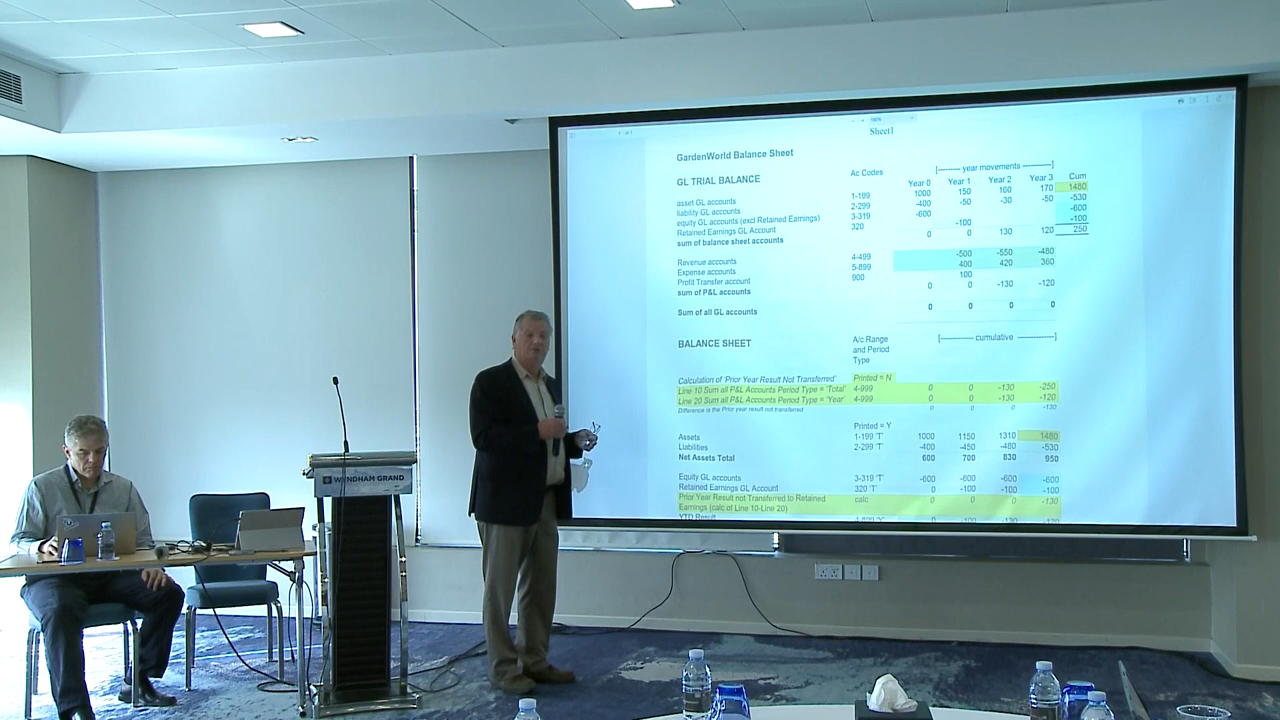 Sheet1
100%
GardenWorld Balance Sheet
Ac Codes [--------- year movements ---------]
GL TRIAL BALANCE Year 0 Year 1 Year 2 Year 3 Cum
asset GL accounts 1-199 1000 150 160 170 1480
liability GL accounts 2-299 -400 -50 -30 -50 -530
equity GL accounts (excl Retained Earnings) 3-319 -600 -600
Retained Earnings GL Account 320 -100 -100
sum of balance sheet accounts 0 0 130 120 250
Revenue accounts 4-499 -500 -550 -480
Expense accounts 5-899 400 420 360
Profit Transfer account 900 100
sum of P&L accounts 0 0 -130 -120
Sum of all GL accounts 0 0 0 0
BALANCE SHEET A/c Range and Period Type [----------- cumulative -------------]
Calculation of 'Prior Year Result Not Transferred' Printed = N
Line 10 Sum all P&L Accounts Period Type = 'Total' 4-999 0 0 -130 -250
Line 20 Sum all P&L Accounts Period Type = 'Year' 4-999 0 0 -130 -120
Difference is the Prior year result not transferred 0 0 0 -130
Printed = Y
Assets 1-199 'T' 1000 1150 1310 1480
Liabilities 2-299 'T' -400 -450 -480 -530
Net Assets Total 600 700 830 950
Equity GL accounts 3-319 'T' -600 -600 -600 -600
Retained Earnings GL Account 320 'T' 0 -100 -100 -100
Prior Year Result not Transferred to Retained calc 0 0 0 -130
Earnings (calc of Line 10-Line 20)
YTD Result 4-899 'Y' 0 -100 -130 -120
WYNDHAM GRAND